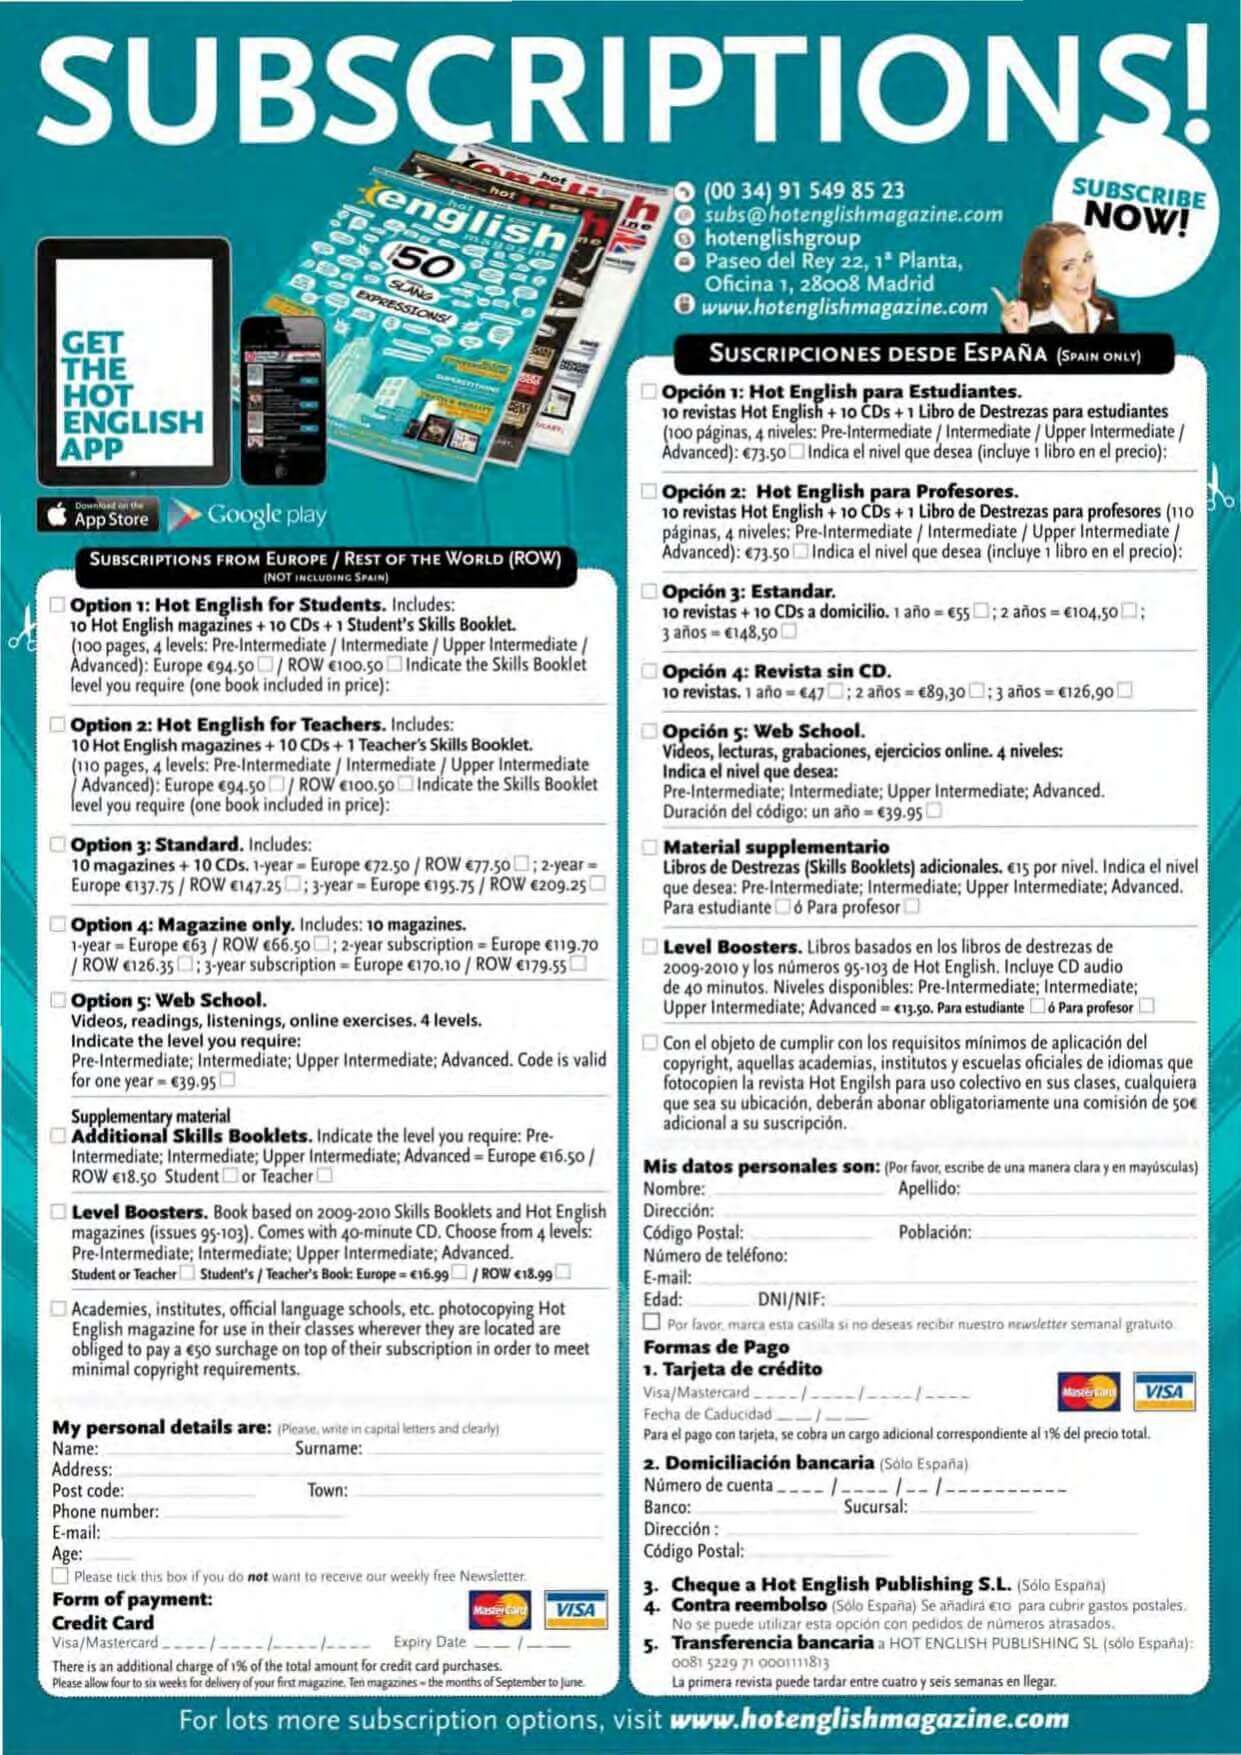 SUBSCRIPTIONS!
SUBSCRIBE
NOW!
(00 34) 91 549 85 23
subs@hotenglishmagazine.com
hotenglishgroup
Paseo del Rey 22, 1ª Planta,
Oficina 1, 28008 Madrid
www.hotenglishmagazine.com
hot
english
magazine
50
SLANG
EXPRESSIONS!
GET
THE
HOT
ENGLISH
APP
Download on the
App Store
Google play
SUBSCRIPTIONS FROM EUROPE / REST OF THE WORLD (ROW)
(NOT INCLUDING SPAIN)
Option 1: Hot English for Students. Includes:
10 Hot English magazines + 10 CDs + 1 Student's Skills Booklet.
(100 pages, 4 levels: Pre-Intermediate / Intermediate / Upper Intermediate /
Advanced): Europe €94.50 / ROW €100.50 Indicate the Skills Booklet
level you require (one book included in price):
Option 2: Hot English for Teachers. Includes:
10 Hot English magazines + 10 CDs + 1 Teacher's Skills Booklet.
(110 pages, 4 levels: Pre-Intermediate / Intermediate / Upper Intermediate
/ Advanced): Europe €94.50 / ROW €100.50 Indicate the Skills Booklet
level you require (one book included in price):
Option 3: Standard. Includes:
10 magazines + 10 CDs. 1-year = Europe €72.50 / ROW €77.50 ; 2-year =
Europe €137.75 / ROW €147.25 ; 3-year = Europe €195.75 / ROW €209.25
Option 4: Magazine only. Includes: 10 magazines.
1-year = Europe €63 / ROW €66.50 ; 2-year subscription = Europe €119.70
/ ROW €126.35 ; 3-year subscription = Europe €170.10 / ROW €179.55
Option 5: Web School.
Videos, readings, listenings, online exercises. 4 levels.
Indicate the level you require:
Pre-Intermediate; Intermediate; Upper Intermediate; Advanced. Code is valid
for one year = €39.95
Supplementary material
Additional Skills Booklets. Indicate the level you require: Pre-
Intermediate; Intermediate; Upper Intermediate; Advanced = Europe €16.50 /
ROW €18.50 Student or Teacher
Level Boosters. Book based on 2009-2010 Skills Booklets and Hot English
magazines (issues 95-103). Comes with 40-minute CD. Choose from 4 levels:
Pre-Intermediate; Intermediate; Upper Intermediate; Advanced.
Student or Teacher Student's / Teacher's Book: Europe = €16.99 / ROW €18.99
Academies, institutes, official language schools, etc. photocopying Hot
English magazine for use in their classes wherever they are located are
obliged to pay a €50 surchage on top of their subscription in order to meet
minimal copyright requirements.
My personal details are: (Please, write in capital letters and clearly)
Name: Surname:
Address:
Post code: Town:
Phone number:
E-mail:
Age:
Please tick this box if you do not want to receive our weekly free Newsletter.
Form of payment:
Credit Card
MasterCard VISA
Visa/Mastercard _ _ _ _ / _ _ _ _ / _ _ _ _ / _ _ _ _ Expiry Date _ _ / _ _
There is an additional charge of 1% of the total amount for credit card purchases.
Please allow four to six weeks for delivery of your first magazine. Ten magazines = the months of September to June.
SUSCRIPCIONES DESDE ESPAÑA (SPAIN ONLY)
Opción 1: Hot English para Estudiantes.
10 revistas Hot English + 10 CDs + 1 Libro de Destrezas para estudiantes
(100 páginas, 4 niveles: Pre-Intermediate / Intermediate / Upper Intermediate /
Advanced): €73.50 Indica el nivel que desea (incluye 1 libro en el precio):
Opción 2: Hot English para Profesores.
10 revistas Hot English + 10 CDs + 1 Libro de Destrezas para profesores (110
páginas, 4 niveles: Pre-Intermediate / Intermediate / Upper Intermediate /
Advanced): €73.50 Indica el nivel que desea (incluye 1 libro en el precio):
Opción 3: Estandar.
10 revistas + 10 CDs a domicilio. 1 año = €55 ; 2 años = €104,50 ;
3 años = €148,50
Opción 4: Revista sin CD.
10 revistas. 1 año = €47 ; 2 años = €89,30 ; 3 años = €126,90
Opción 5: Web School.
Videos, lecturas, grabaciones, ejercicios online. 4 niveles:
Indica el nivel que desea:
Pre-Intermediate; Intermediate; Upper Intermediate; Advanced.
Duración del código: un año = €39.95
Material supplementario
Libros de Destrezas (Skills Booklets) adicionales. €15 por nivel. Indica el nivel
que desea: Pre-Intermediate; Intermediate; Upper Intermediate; Advanced.
Para estudiante ó Para profesor
Level Boosters. Libros basados en los libros de destrezas de
2009-2010 y los números 95-103 de Hot English. Incluye CD audio
de 40 minutos. Niveles disponibles: Pre-Intermediate; Intermediate;
Upper Intermediate; Advanced = €13.50. Para estudiante ó Para profesor
Con el objeto de cumplir con los requisitos mínimos de aplicación del
copyright, aquellas academias, institutos y escuelas oficiales de idiomas que
fotocopien la revista Hot Engilsh para uso colectivo en sus clases, cualquiera
que sea su ubicación, deberán abonar obligatoriamente una comisión de 50€
adicional a su suscripción.
Mis datos personales son: (Por favor, escribe de una manera clara y en mayúsculas)
Nombre: Apellido:
Dirección:
Código Postal: Población:
Número de teléfono:
E-mail:
Edad: DNI/NIF:
Por favor, marca esta casilla si no deseas recibir nuestro newsletter semanal gratuito
Formas de Pago
1. Tarjeta de crédito
Visa/Mastercard _ _ _ _ / _ _ _ _ / _ _ _ _ / _ _ _ _
MasterCard VISA
Fecha de Caducidad _ _ / _ _
Para el pago con tarjeta, se cobra un cargo adicional correspondiente al 1% del precio total.
2. Domiciliación bancaria (Sólo España)
Número de cuenta _ _ _ _ / _ _ _ _ / _ _ / _ _ _ _ _ _ _ _ _ _
Banco: Sucursal:
Dirección :
Código Postal:
3. Cheque a Hot English Publishing S.L. (Sólo España)
4. Contra reembolso (Sólo España) Se añadirá €10 para cubrir gastos postales.
No se puede utilizar esta opción con pedidos de números atrasados.
5. Transferencia bancaria a HOT ENGLISH PUBLISHING SL (sólo España):
0081 5229 71 0001111813
La primera revista puede tardar entre cuatro y seis semanas en llegar.
For lots more subscription options, visit www.hotenglishmagazine.com